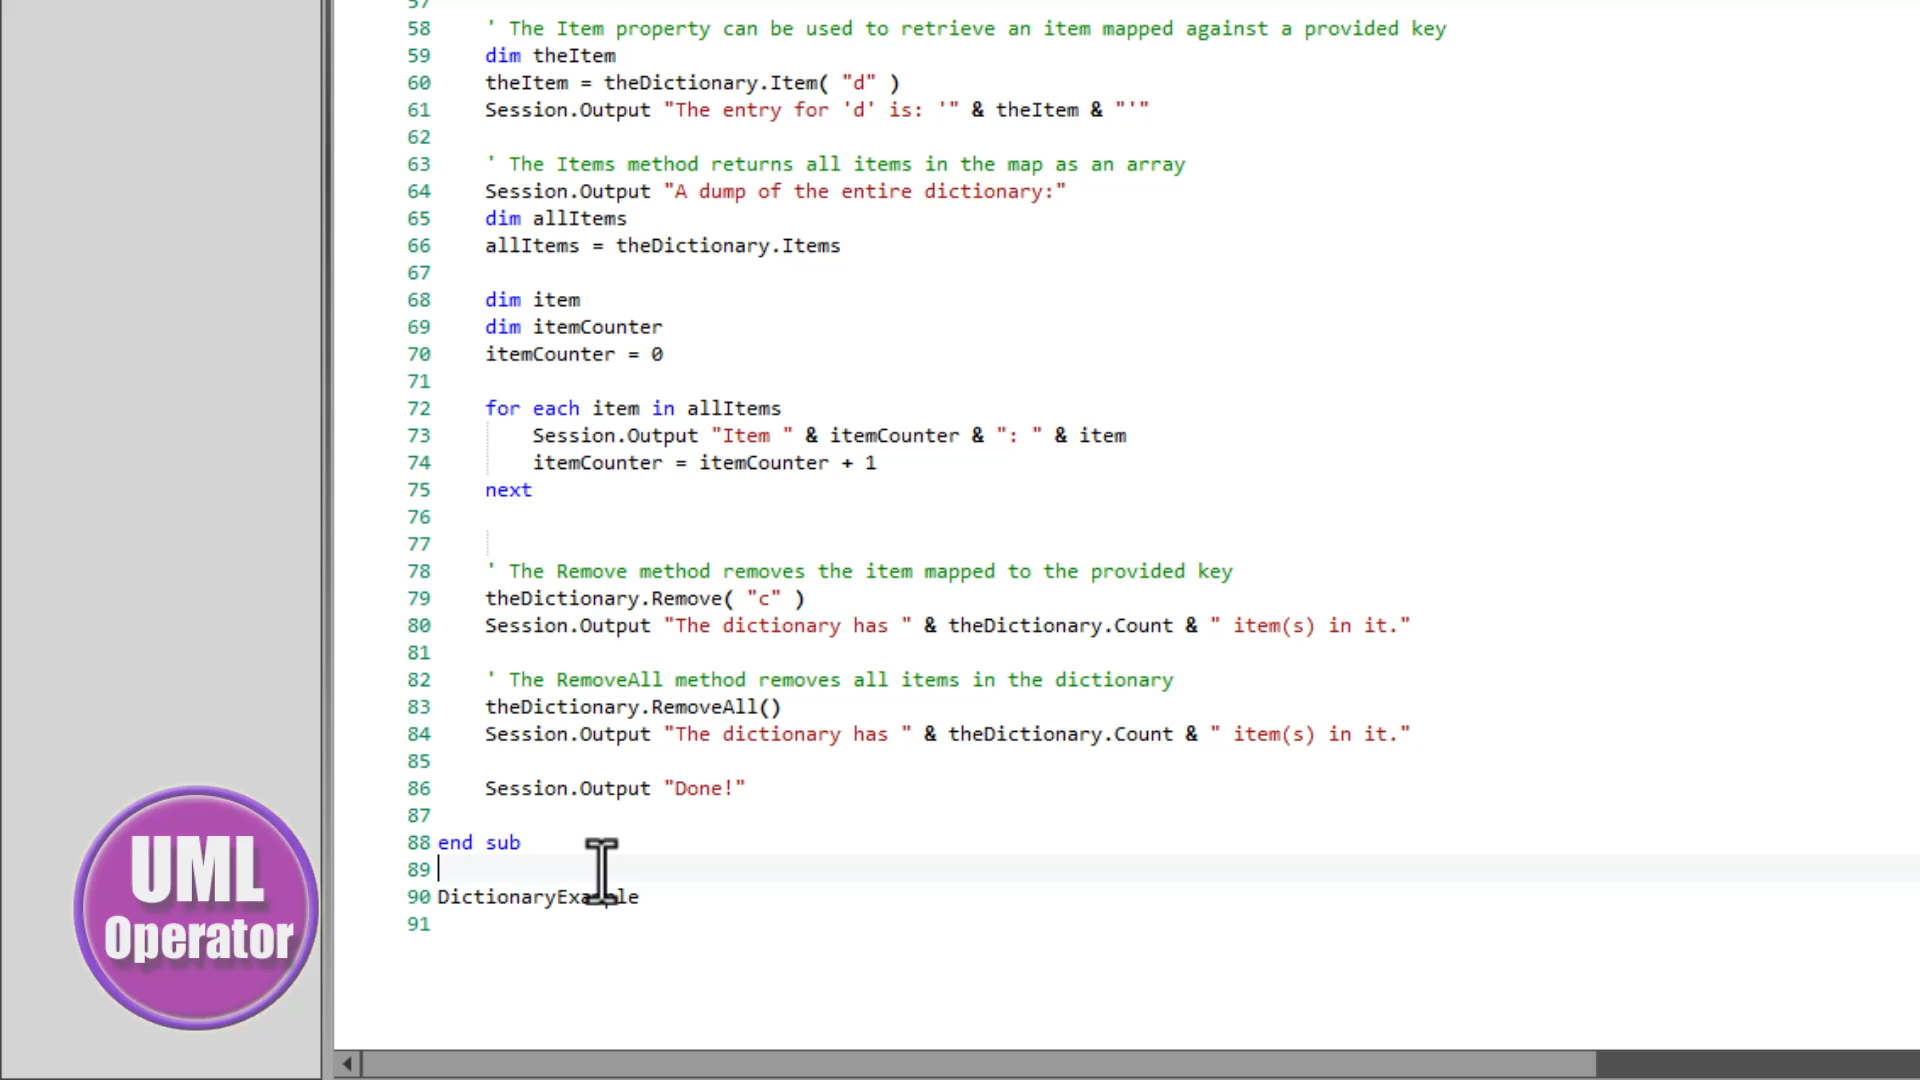 57
58 ' The Item property can be used to retrieve an item mapped against a provided key
59 dim theItem
60 theItem = theDictionary.Item( "d" )
61 Session.Output "The entry for 'd' is: '" & theItem & "'"
62
63 ' The Items method returns all items in the map as an array
64 Session.Output "A dump of the entire dictionary:"
65 dim allItems
66 allItems = theDictionary.Items
67
68 dim item
69 dim itemCounter
70 itemCounter = 0
71
72 for each item in allItems
73 Session.Output "Item " & itemCounter & ": " & item
74 itemCounter = itemCounter + 1
75 next
76
77
78 ' The Remove method removes the item mapped to the provided key
79 theDictionary.Remove( "c" )
80 Session.Output "The dictionary has " & theDictionary.Count & " item(s) in it."
81
82 ' The RemoveAll method removes all items in the dictionary
83 theDictionary.RemoveAll()
84 Session.Output "The dictionary has " & theDictionary.Count & " item(s) in it."
85
86 Session.Output "Done!"
87
88 end sub
89
90 DictionaryExample
91
UML
Operator